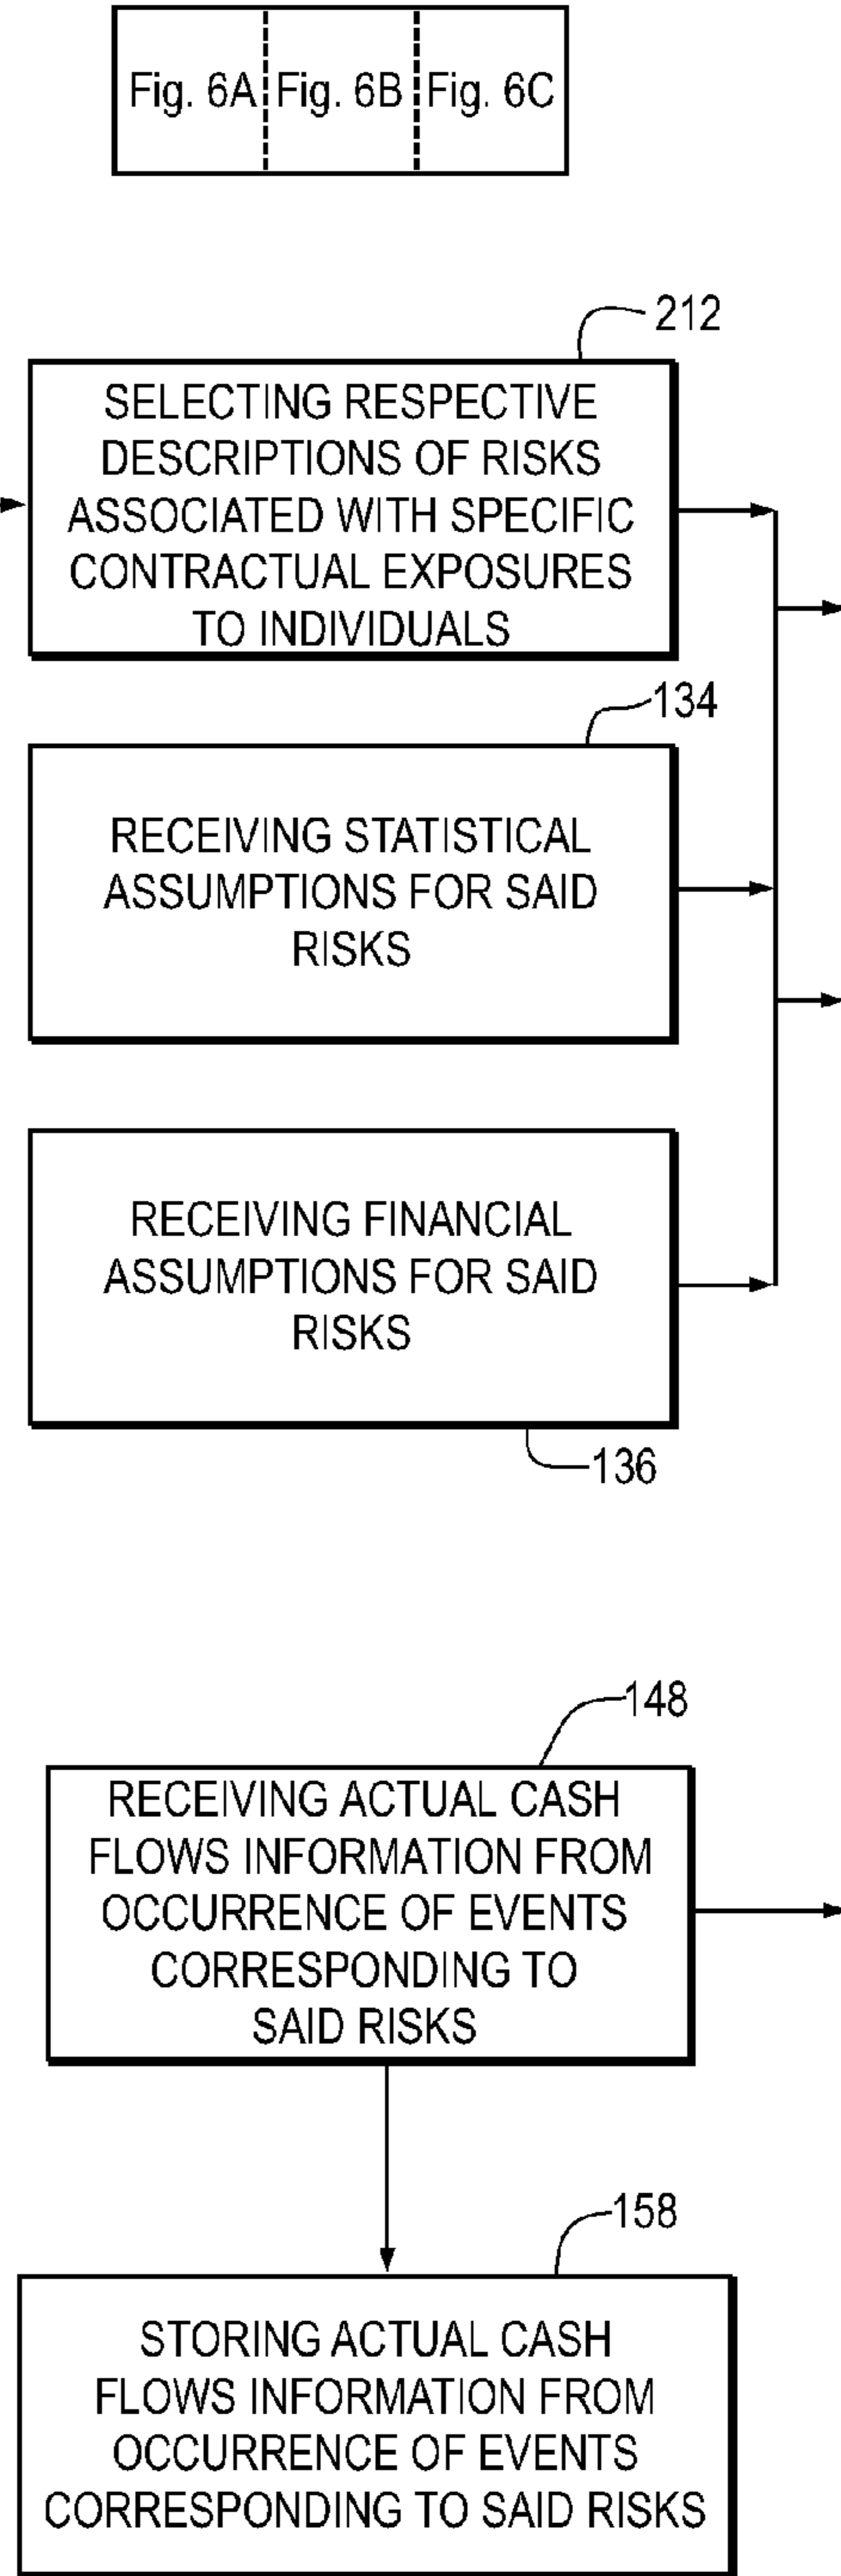 Fig. 6A Fig. 6B Fig. 6C
212
SELECTING RESPECTIVE
DESCRIPTIONS OF RISKS
ASSOCIATED WITH SPECIFIC
CONTRACTUAL EXPOSURES
TO INDIVIDUALS
134
RECEIVING STATISTICAL
ASSUMPTIONS FOR SAID
RISKS
RECEIVING FINANCIAL
ASSUMPTIONS FOR SAID
RISKS
136
148
RECEIVING ACTUAL CASH
FLOWS INFORMATION FROM
OCCURRENCE OF EVENTS
CORRESPONDING TO
SAID RISKS
158
STORING ACTUAL CASH
FLOWS INFORMATION FROM
OCCURRENCE OF EVENTS
CORRESPONDING TO SAID RISKS